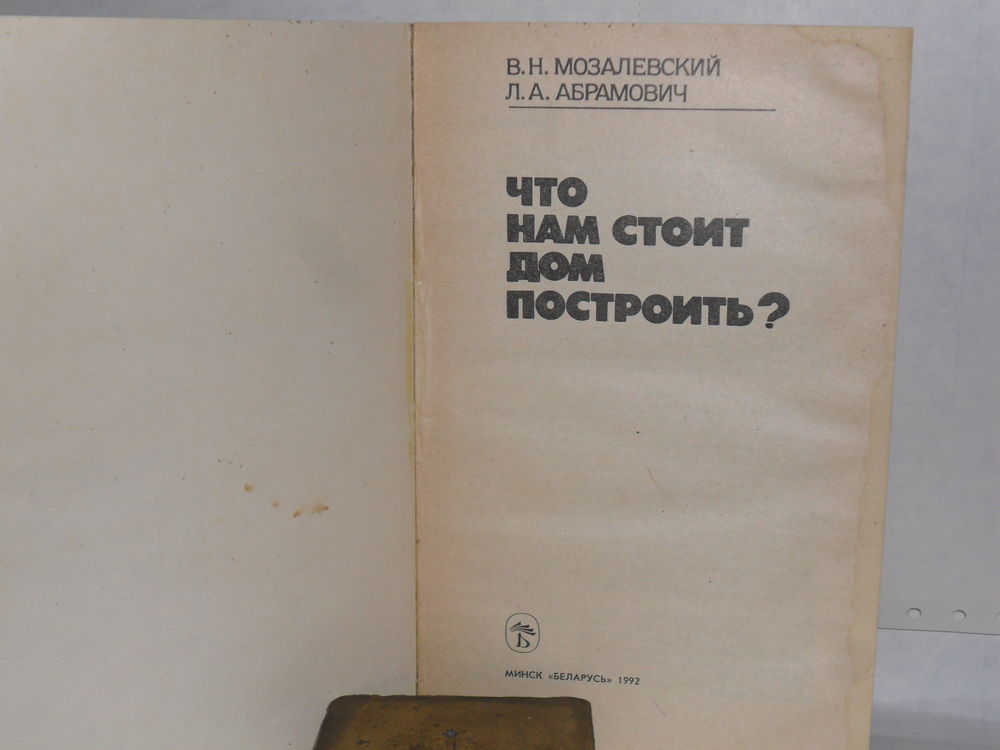 В. Н. МОЗАЛЕВСКИЙ
Л. А. АБРАМОВИЧ
ЧТО
НАМ СТОИТ
ДОМ
ПОСТРОИТЬ?
Б
МИНСК «БЕЛАРУСЬ» 1992